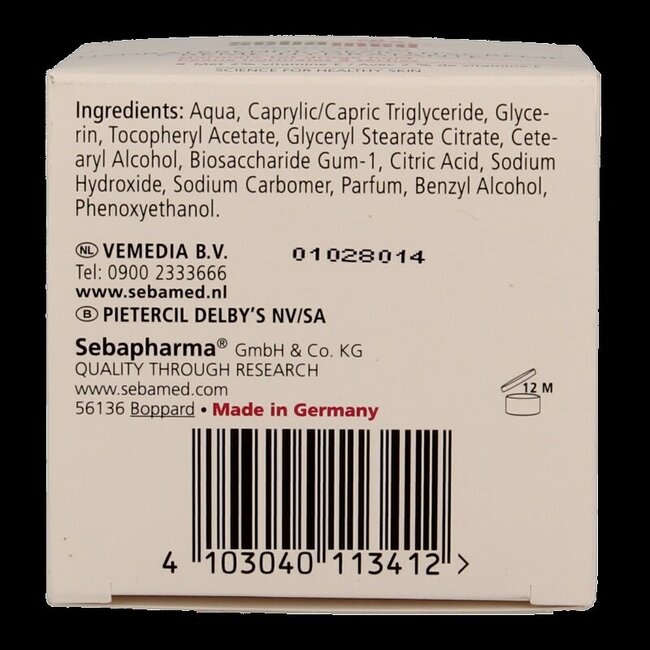 sebamed
SCIENCE FOR HEALTHY SKIN
Ingredients: Aqua, Caprylic/Capric Triglyceride, Glyce-
rin, Tocopheryl Acetate, Glyceryl Stearate Citrate, Cete-
aryl Alcohol, Biosaccharide Gum-1, Citric Acid, Sodium
Hydroxide, Sodium Carbomer, Parfum, Benzyl Alcohol,
Phenoxyethanol.
NL VEMEDIA B.V. 01028014
Tel: 0900 2333666
www.sebamed.nl
B PIETERCIL DELBY'S NV/SA
Sebapharma® GmbH & Co. KG
QUALITY THROUGH RESEARCH
www.sebamed.com
12 M
56136 Boppard • Made in Germany
4 103040 113412 >